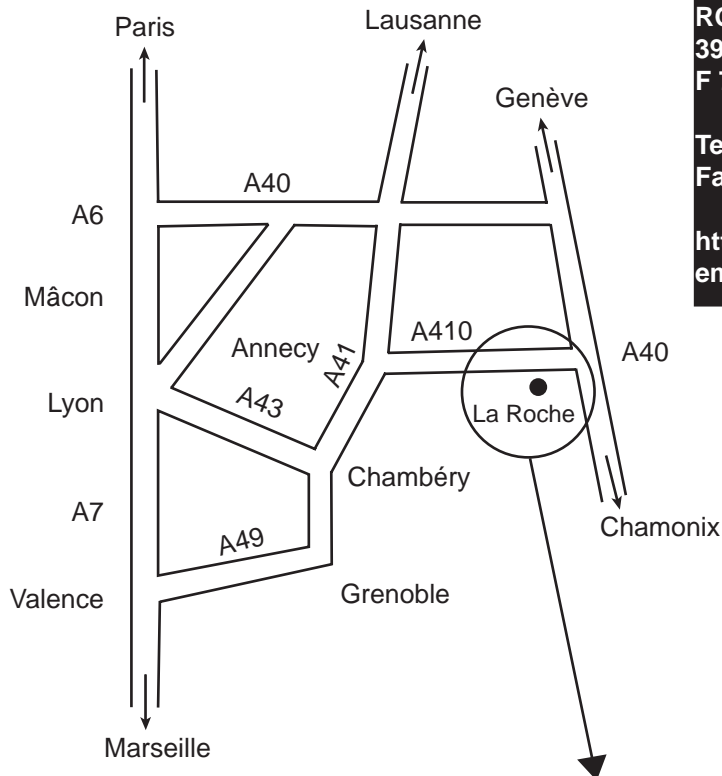 Paris
Lausanne
Genève
A40
A6
Mâcon
Annecy
A41
A410
A40
Lyon
A43
La Roche
Chambéry
A7
A49
Chamonix
Valence
Grenoble
Marseille
39
F